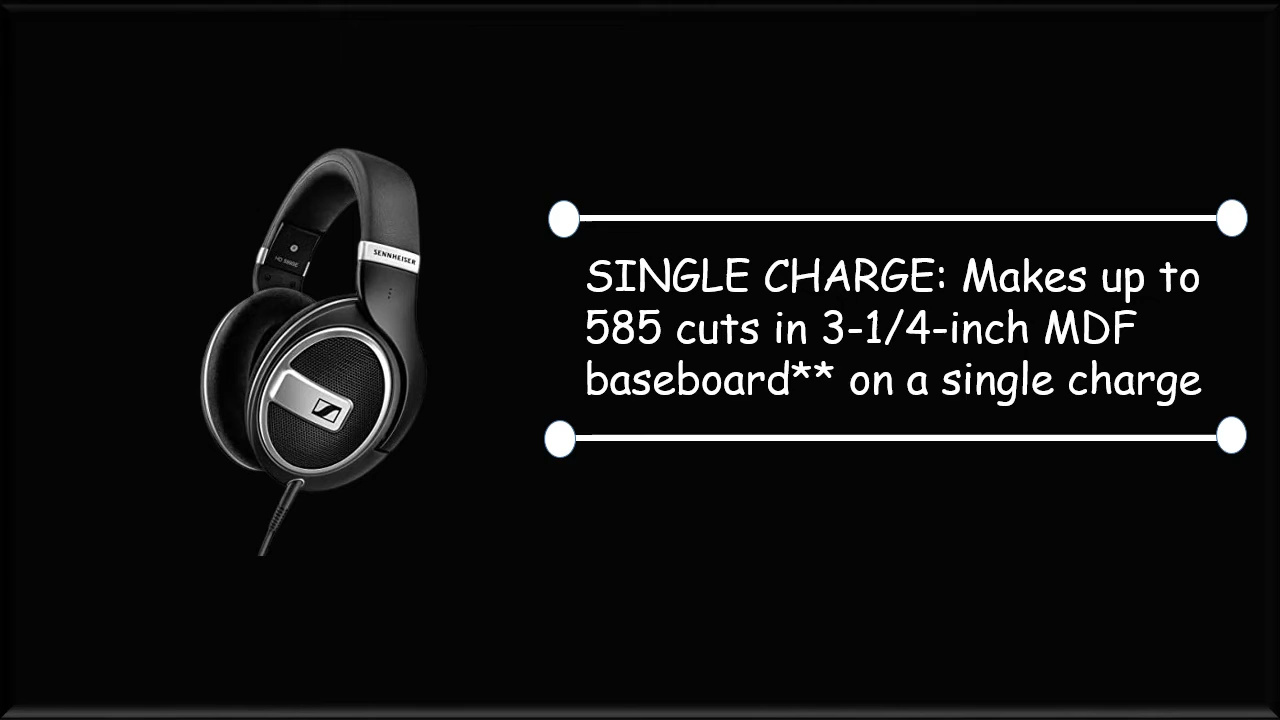 SENNHEISER
SINGLE CHARGE: Makes up to
585 cuts in 3-1/4-inch MDF
baseboard** on a single charge